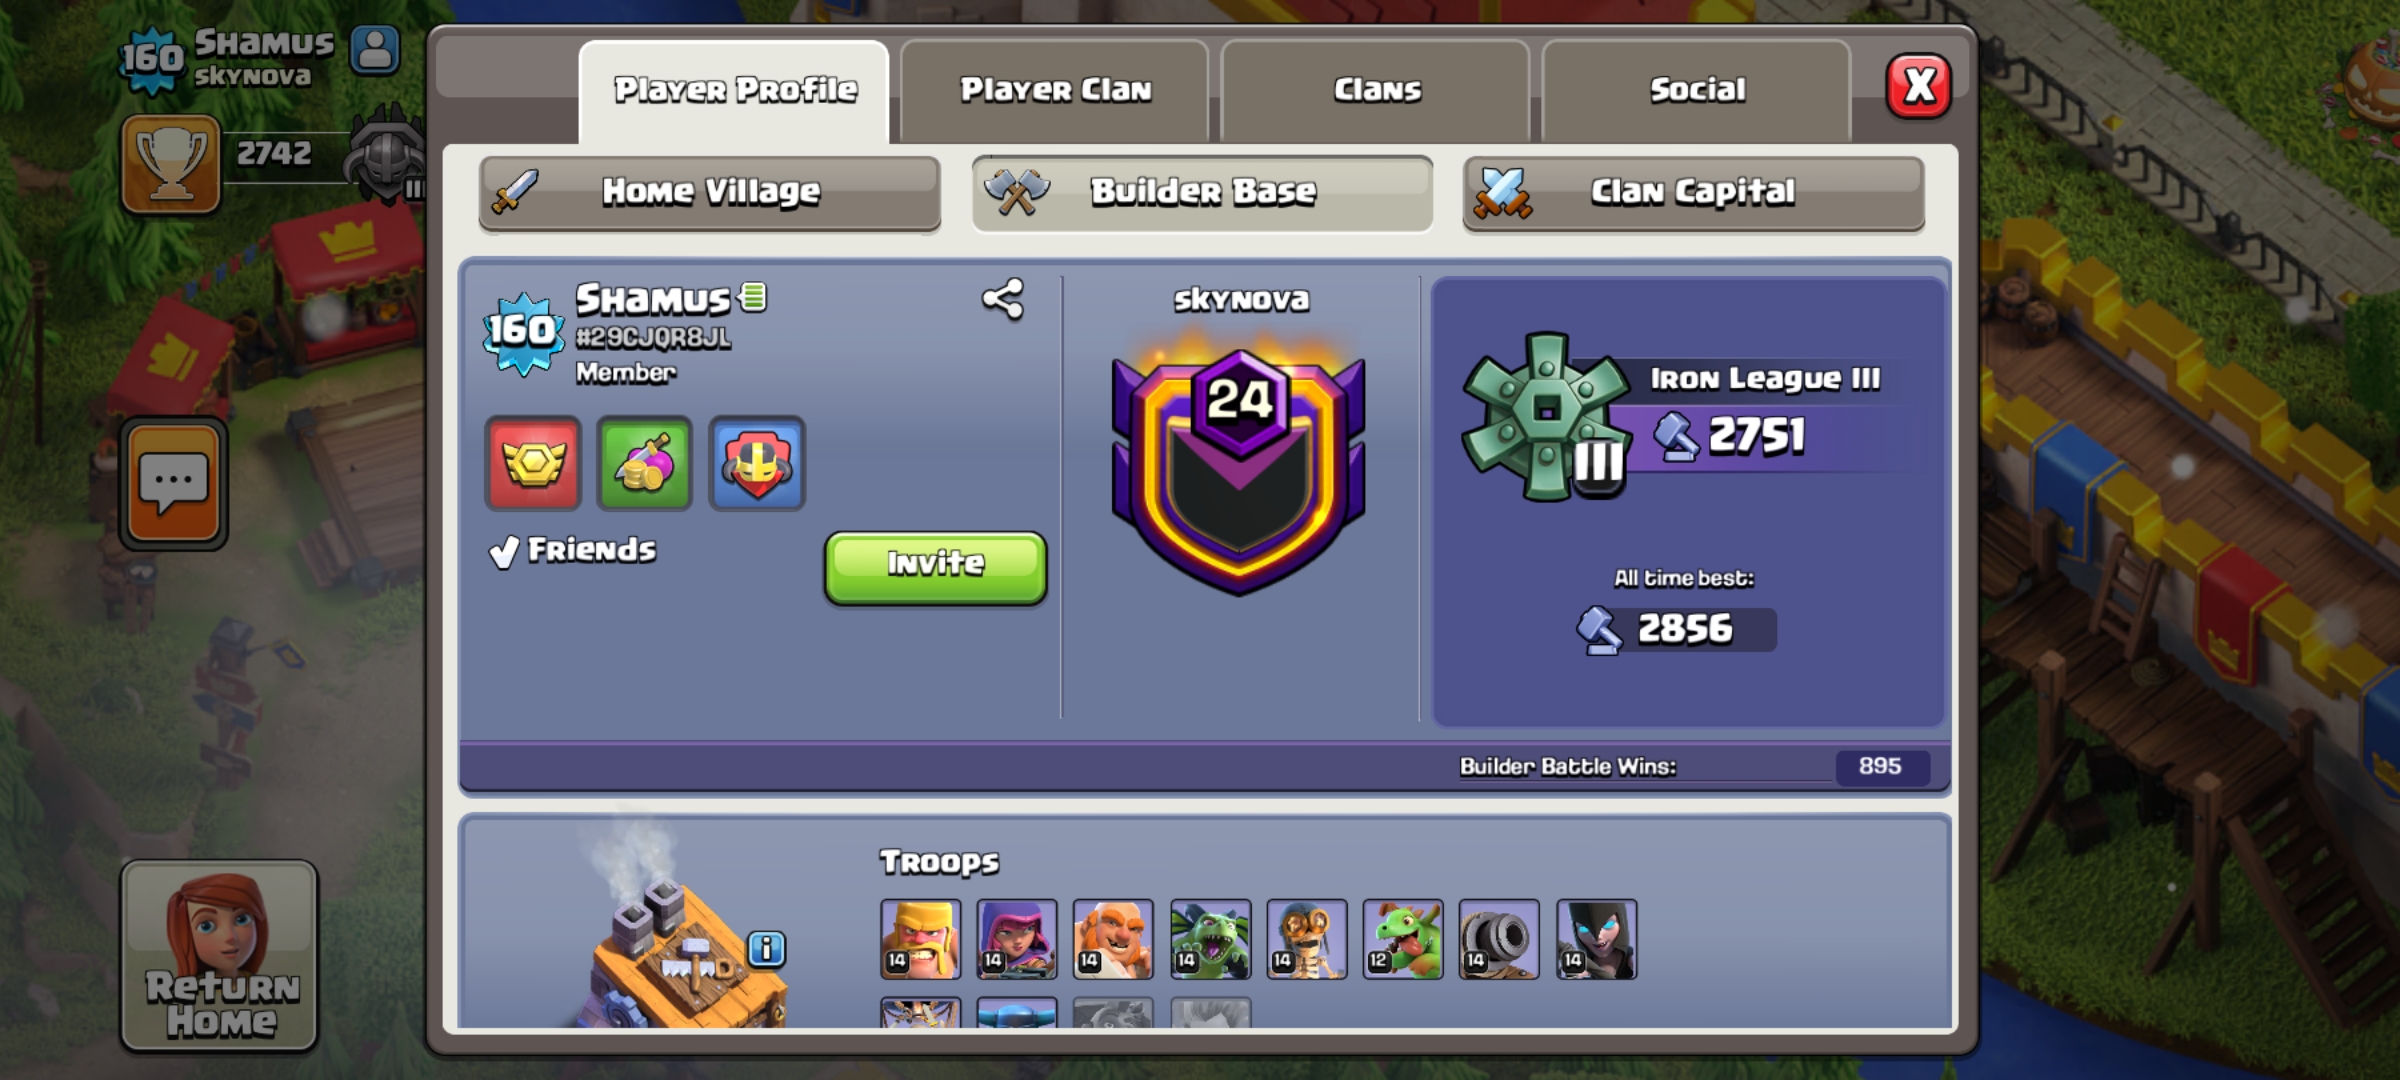 160 Shamus
skynova
2742
III
Player Profile
Player Clan
Clans
Social
X
Home Village
Builder Base
Clan Capital
160
Shamus
#29CJQR8JL
Member
Friends
Invite
skynova
24
Iron League III
2751
III
All time best:
2856
Builder Battle Wins:
895
Troops
i
14
14
14
14
14
12
14
14
Return
Home